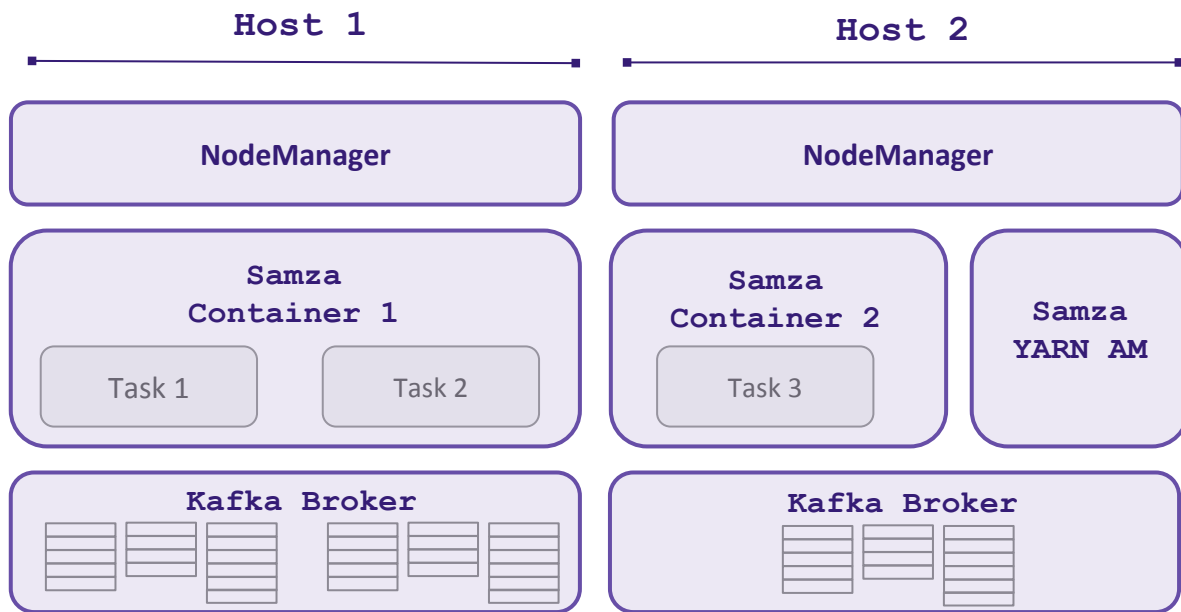 Host 1
Host 2
NodeManager
NodeManager
Samza
Container 1
Task 1
Task 2
Samza
Container 2
Task 3
Samza
YARN AM
Kafka Broker
Kafka Broker